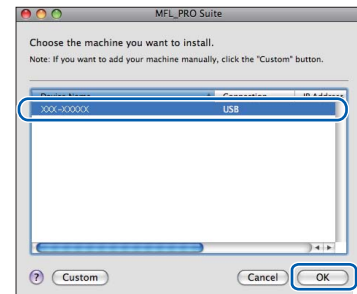 MFL_PRO Suite
Choose the machine you want to install.
Note: If you want to add your machine manually, click the "Custom" button.
Device Name Connection IP Address
XXX-XXXXX USB
? Custom Cancel OK